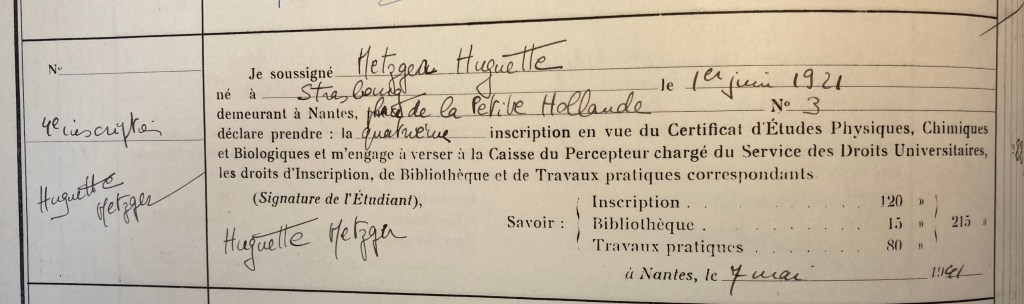 N°
4e inscription
Huguette
Metzger
Je soussigné Metzger Huguette
né à Strasbourg le 1er juin 1921
demeurant à Nantes, place de la Petite Hollande N° 3
déclare prendre : la quatrième inscription en vue du Certificat d'Études Physiques, Chimiques
et Biologiques et m'engage à verser à la Caisse du Percepteur chargé du Service des Droits Universitaires,
les droits d'Inscription, de Bibliothèque et de Travaux pratiques correspondants
(Signature de l'Étudiant),
Huguette Metzger
Savoir :
Inscription . . . . . . . 120 »
Bibliothèque . . . . . . . 15 » 215 »
Travaux pratiques . . . . . 80 »
à Nantes, le 7 mai 1941